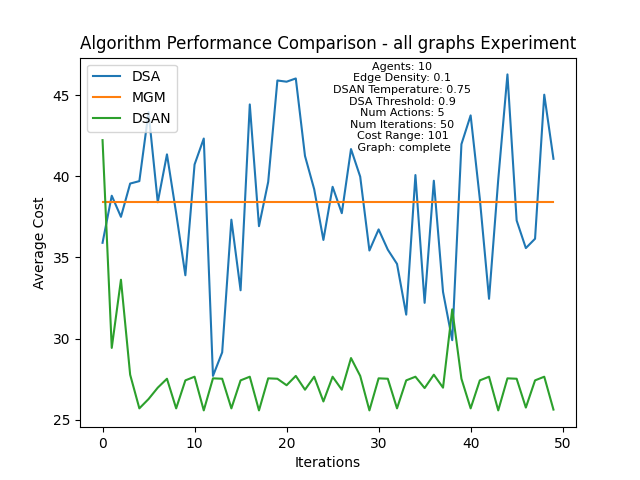 Algorithm Performance Comparison - all graphs Experiment
DSA
MGM
DSAN
Agents: 10
Edge Density: 0.1
DSAN Temperature: 0.75
DSA Threshold: 0.9
Num Actions: 5
Num Iterations: 50
Cost Range: 101
Graph: complete
Average Cost
45
40
35
30
25
0 10 20 30 40 50
Iterations